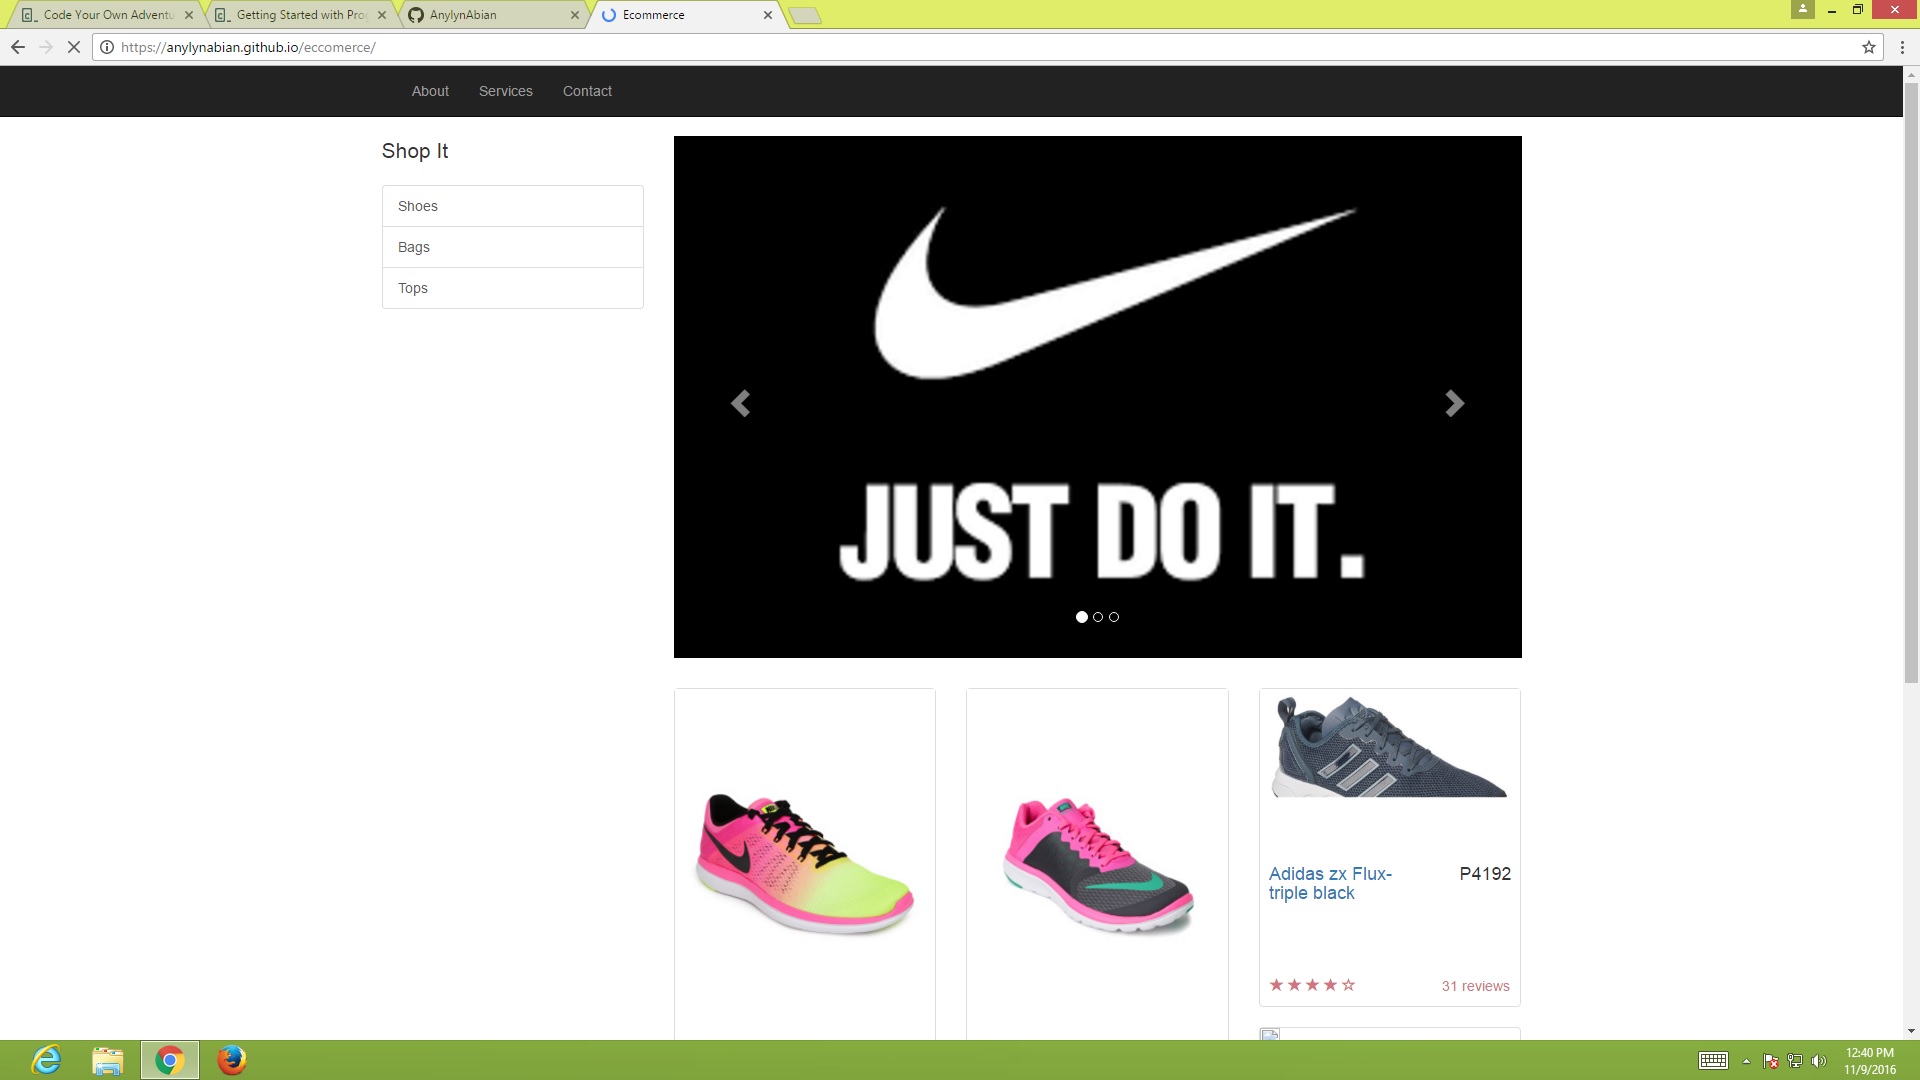 Code Your Own Adventu
Getting Started with Prog
AnylynAbian
Ecommerce
https://anylynabian.github.io/eccomerce/
About Services Contact
Shop It
Shoes
Bags
Tops
JUST DO IT.
Adidas zx Flux-
triple black
P4192
31 reviews
12:40 PM
11/9/2016